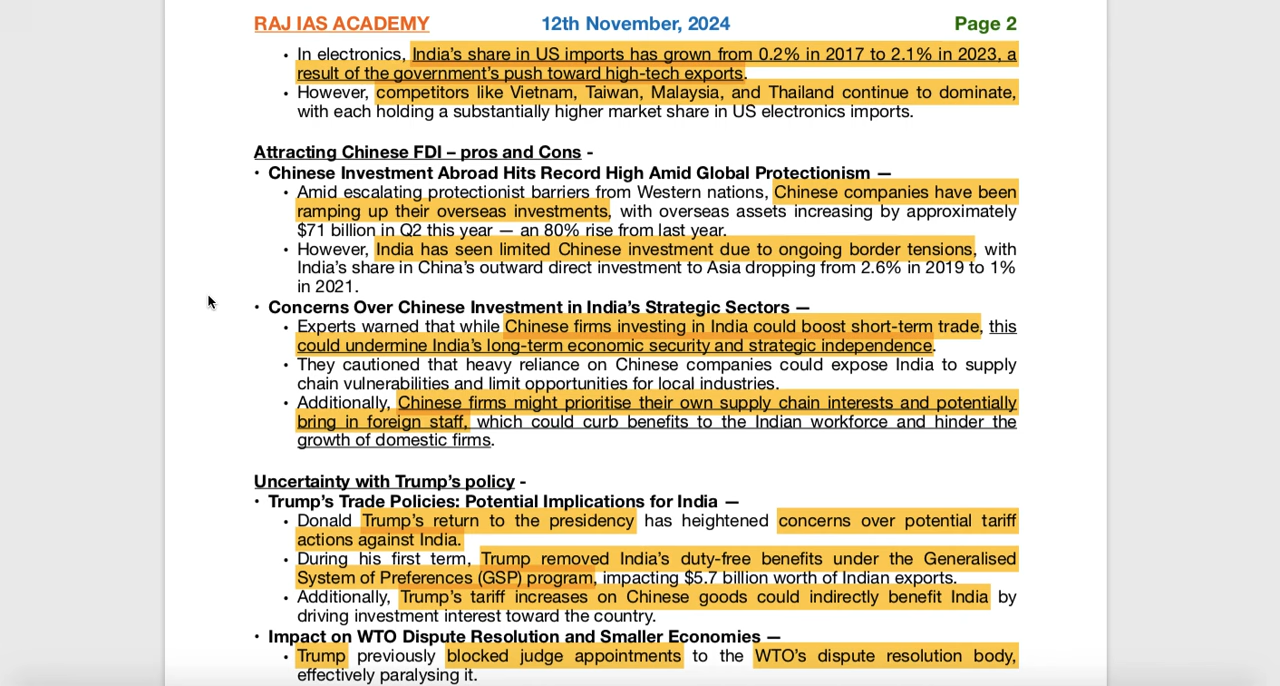 RAJ IAS ACADEMY 12th November, 2024 Page 2
• In electronics, India’s share in US imports has grown from 0.2% in 2017 to 2.1% in 2023, a
result of the government’s push toward high-tech exports.
• However, competitors like Vietnam, Taiwan, Malaysia, and Thailand continue to dominate,
with each holding a substantially higher market share in US electronics imports.
Attracting Chinese FDI – pros and Cons -
• Chinese Investment Abroad Hits Record High Amid Global Protectionism —
• Amid escalating protectionist barriers from Western nations, Chinese companies have been
ramping up their overseas investments, with overseas assets increasing by approximately
$71 billion in Q2 this year — an 80% rise from last year.
• However, India has seen limited Chinese investment due to ongoing border tensions, with
India’s share in China’s outward direct investment to Asia dropping from 2.6% in 2019 to 1%
in 2021.
• Concerns Over Chinese Investment in India’s Strategic Sectors —
• Experts warned that while Chinese firms investing in India could boost short-term trade, this
could undermine India’s long-term economic security and strategic independence.
• They cautioned that heavy reliance on Chinese companies could expose India to supply
chain vulnerabilities and limit opportunities for local industries.
• Additionally, Chinese firms might prioritise their own supply chain interests and potentially
bring in foreign staff, which could curb benefits to the Indian workforce and hinder the
growth of domestic firms.
Uncertainty with Trump’s policy -
• Trump’s Trade Policies: Potential Implications for India —
• Donald Trump’s return to the presidency has heightened concerns over potential tariff
actions against India.
• During his first term, Trump removed India’s duty-free benefits under the Generalised
System of Preferences (GSP) program, impacting $5.7 billion worth of Indian exports.
• Additionally, Trump’s tariff increases on Chinese goods could indirectly benefit India by
driving investment interest toward the country.
• Impact on WTO Dispute Resolution and Smaller Economies —
• Trump previously blocked judge appointments to the WTO’s dispute resolution body,
effectively paralysing it.